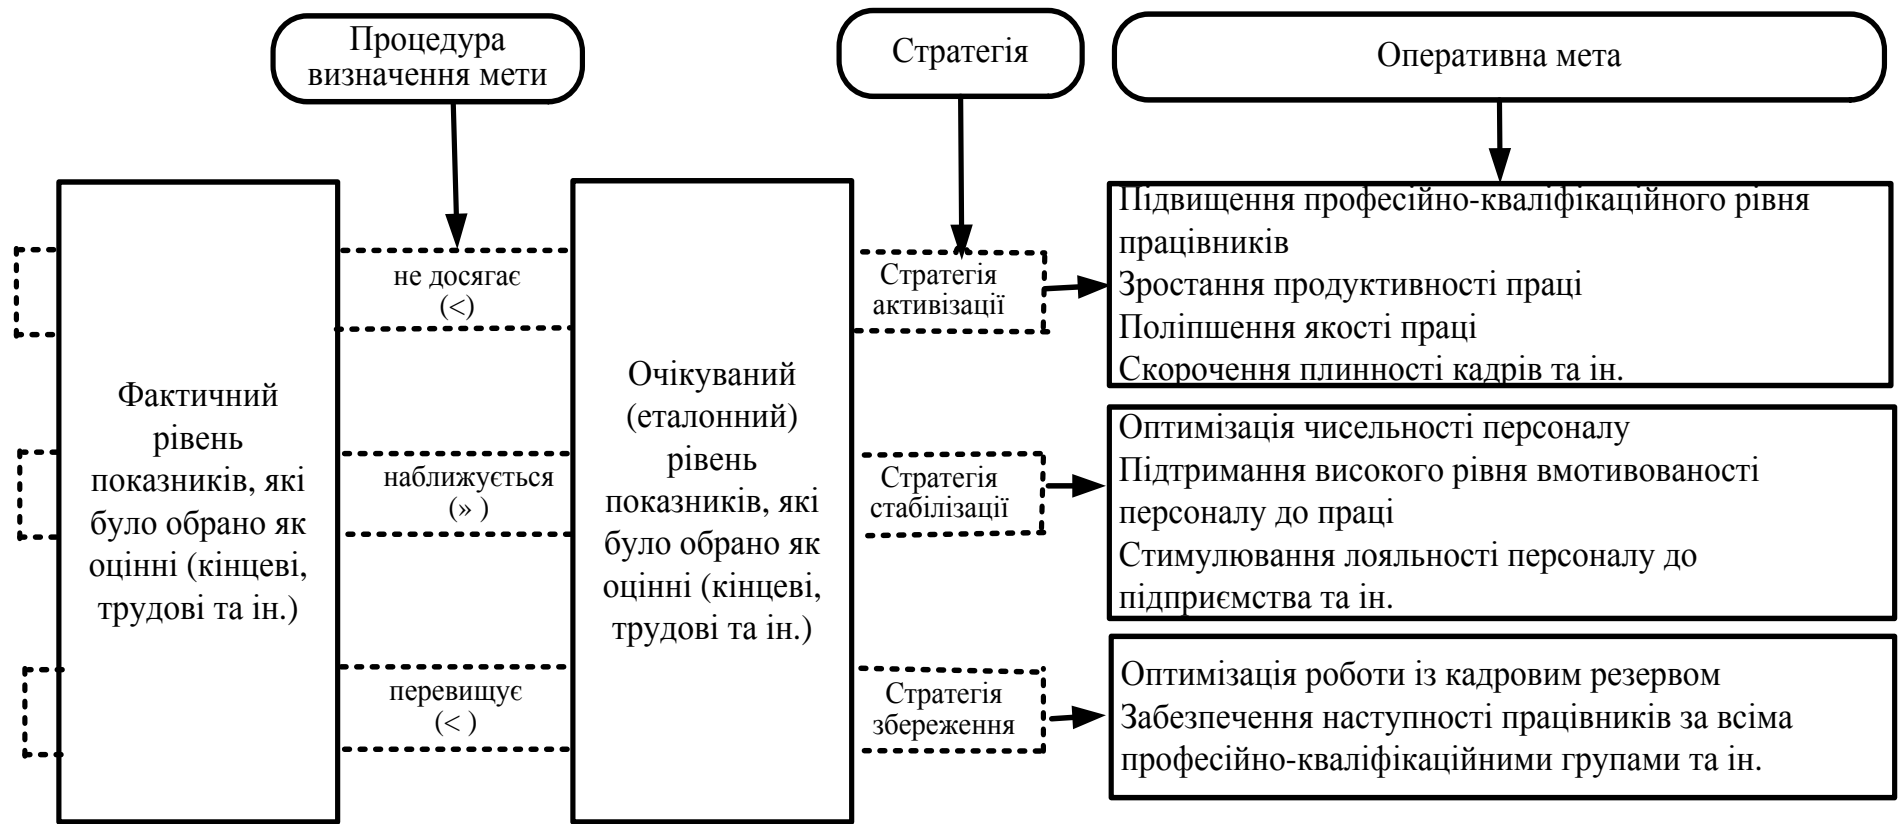 Процедура
визначення мети
Стратегія
Оперативна мета
Фактичний
рівень
показників, які
було обрано як
оцінні (кінцеві,
трудові та ін.)
не досягає
(<)
наближується
(» )
перевищує
(< )
Очікуваний
(еталонний)
рівень
показників, які
було обрано як
оцінні (кінцеві,
трудові та ін.)
Стратегія
активізації
Стратегія
стабілізації
Стратегія
збереження
Підвищення професійно-кваліфікаційного рівня
працівників
Зростання продуктивності праці
Поліпшення якості праці
Скорочення плинності кадрів та ін.
Оптимізація чисельності персоналу
Підтримання високого рівня вмотивованості
персоналу до праці
Стимулювання лояльності персоналу до
підприємства та ін.
Оптимізація роботи із кадровим резервом
Забезпечення наступності працівників за всіма
професійно-кваліфікаційними групами та ін.